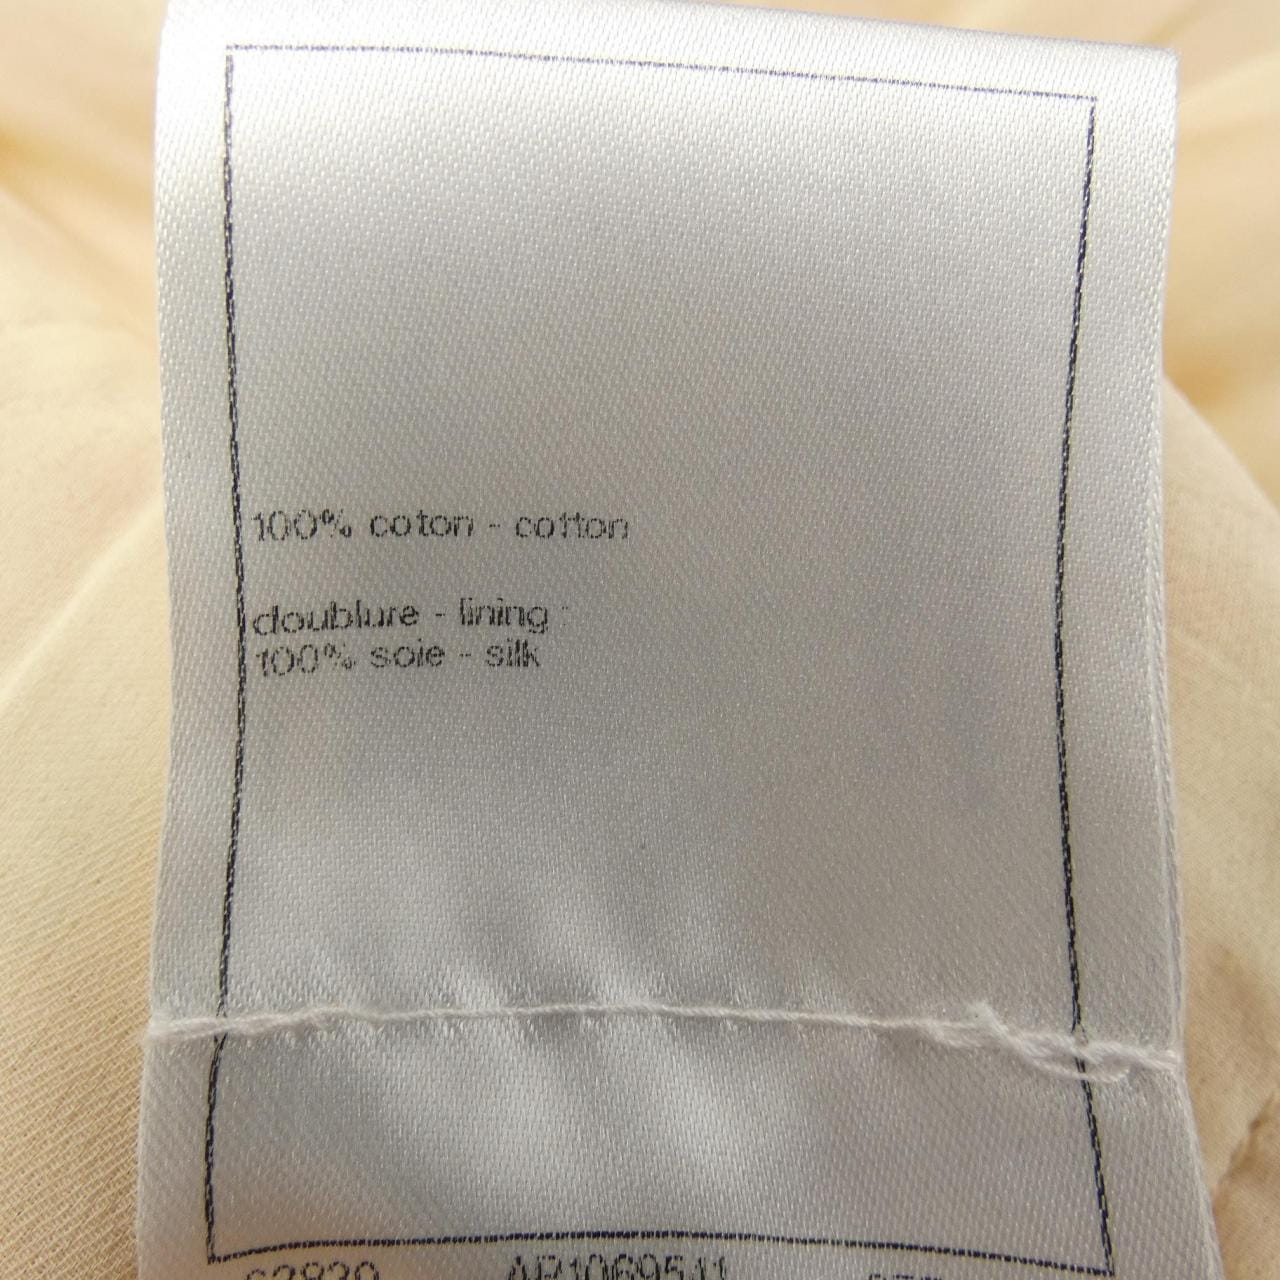 100% coton - cotton
doublure - lining :
100% soie - silk